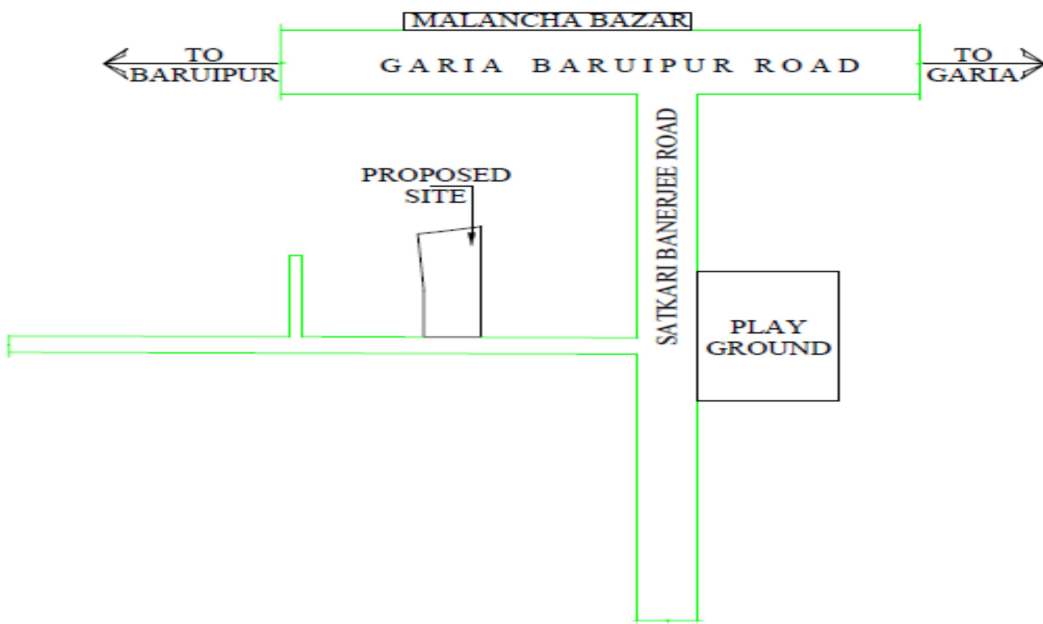 MALANCHA BAZAR
TO
BARUIPUR
GARIA BARUIPUR ROAD
TO
GARIA
SATKARI BANERJEE ROAD
PROPOSED
SITE
PLAY
GROUND